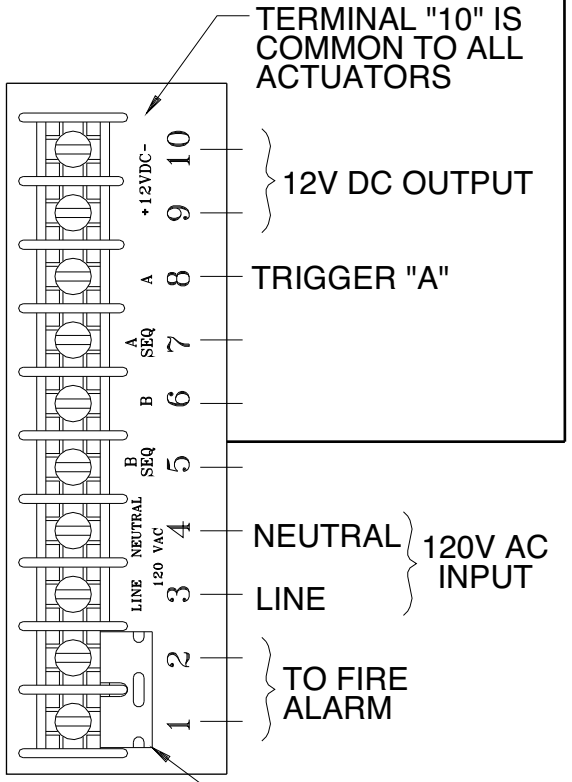 TERMINAL "10" IS
COMMON TO ALL
ACTUATORS
+12VDC-
10
9
12V DC OUTPUT
A
8
TRIGGER "A"
A
SEQ
7
B
6
B
SEQ
5
NEUTRAL
4
NEUTRAL
LINE
120 VAC
3
LINE
120V AC
INPUT
2
1
TO FIRE
ALARM